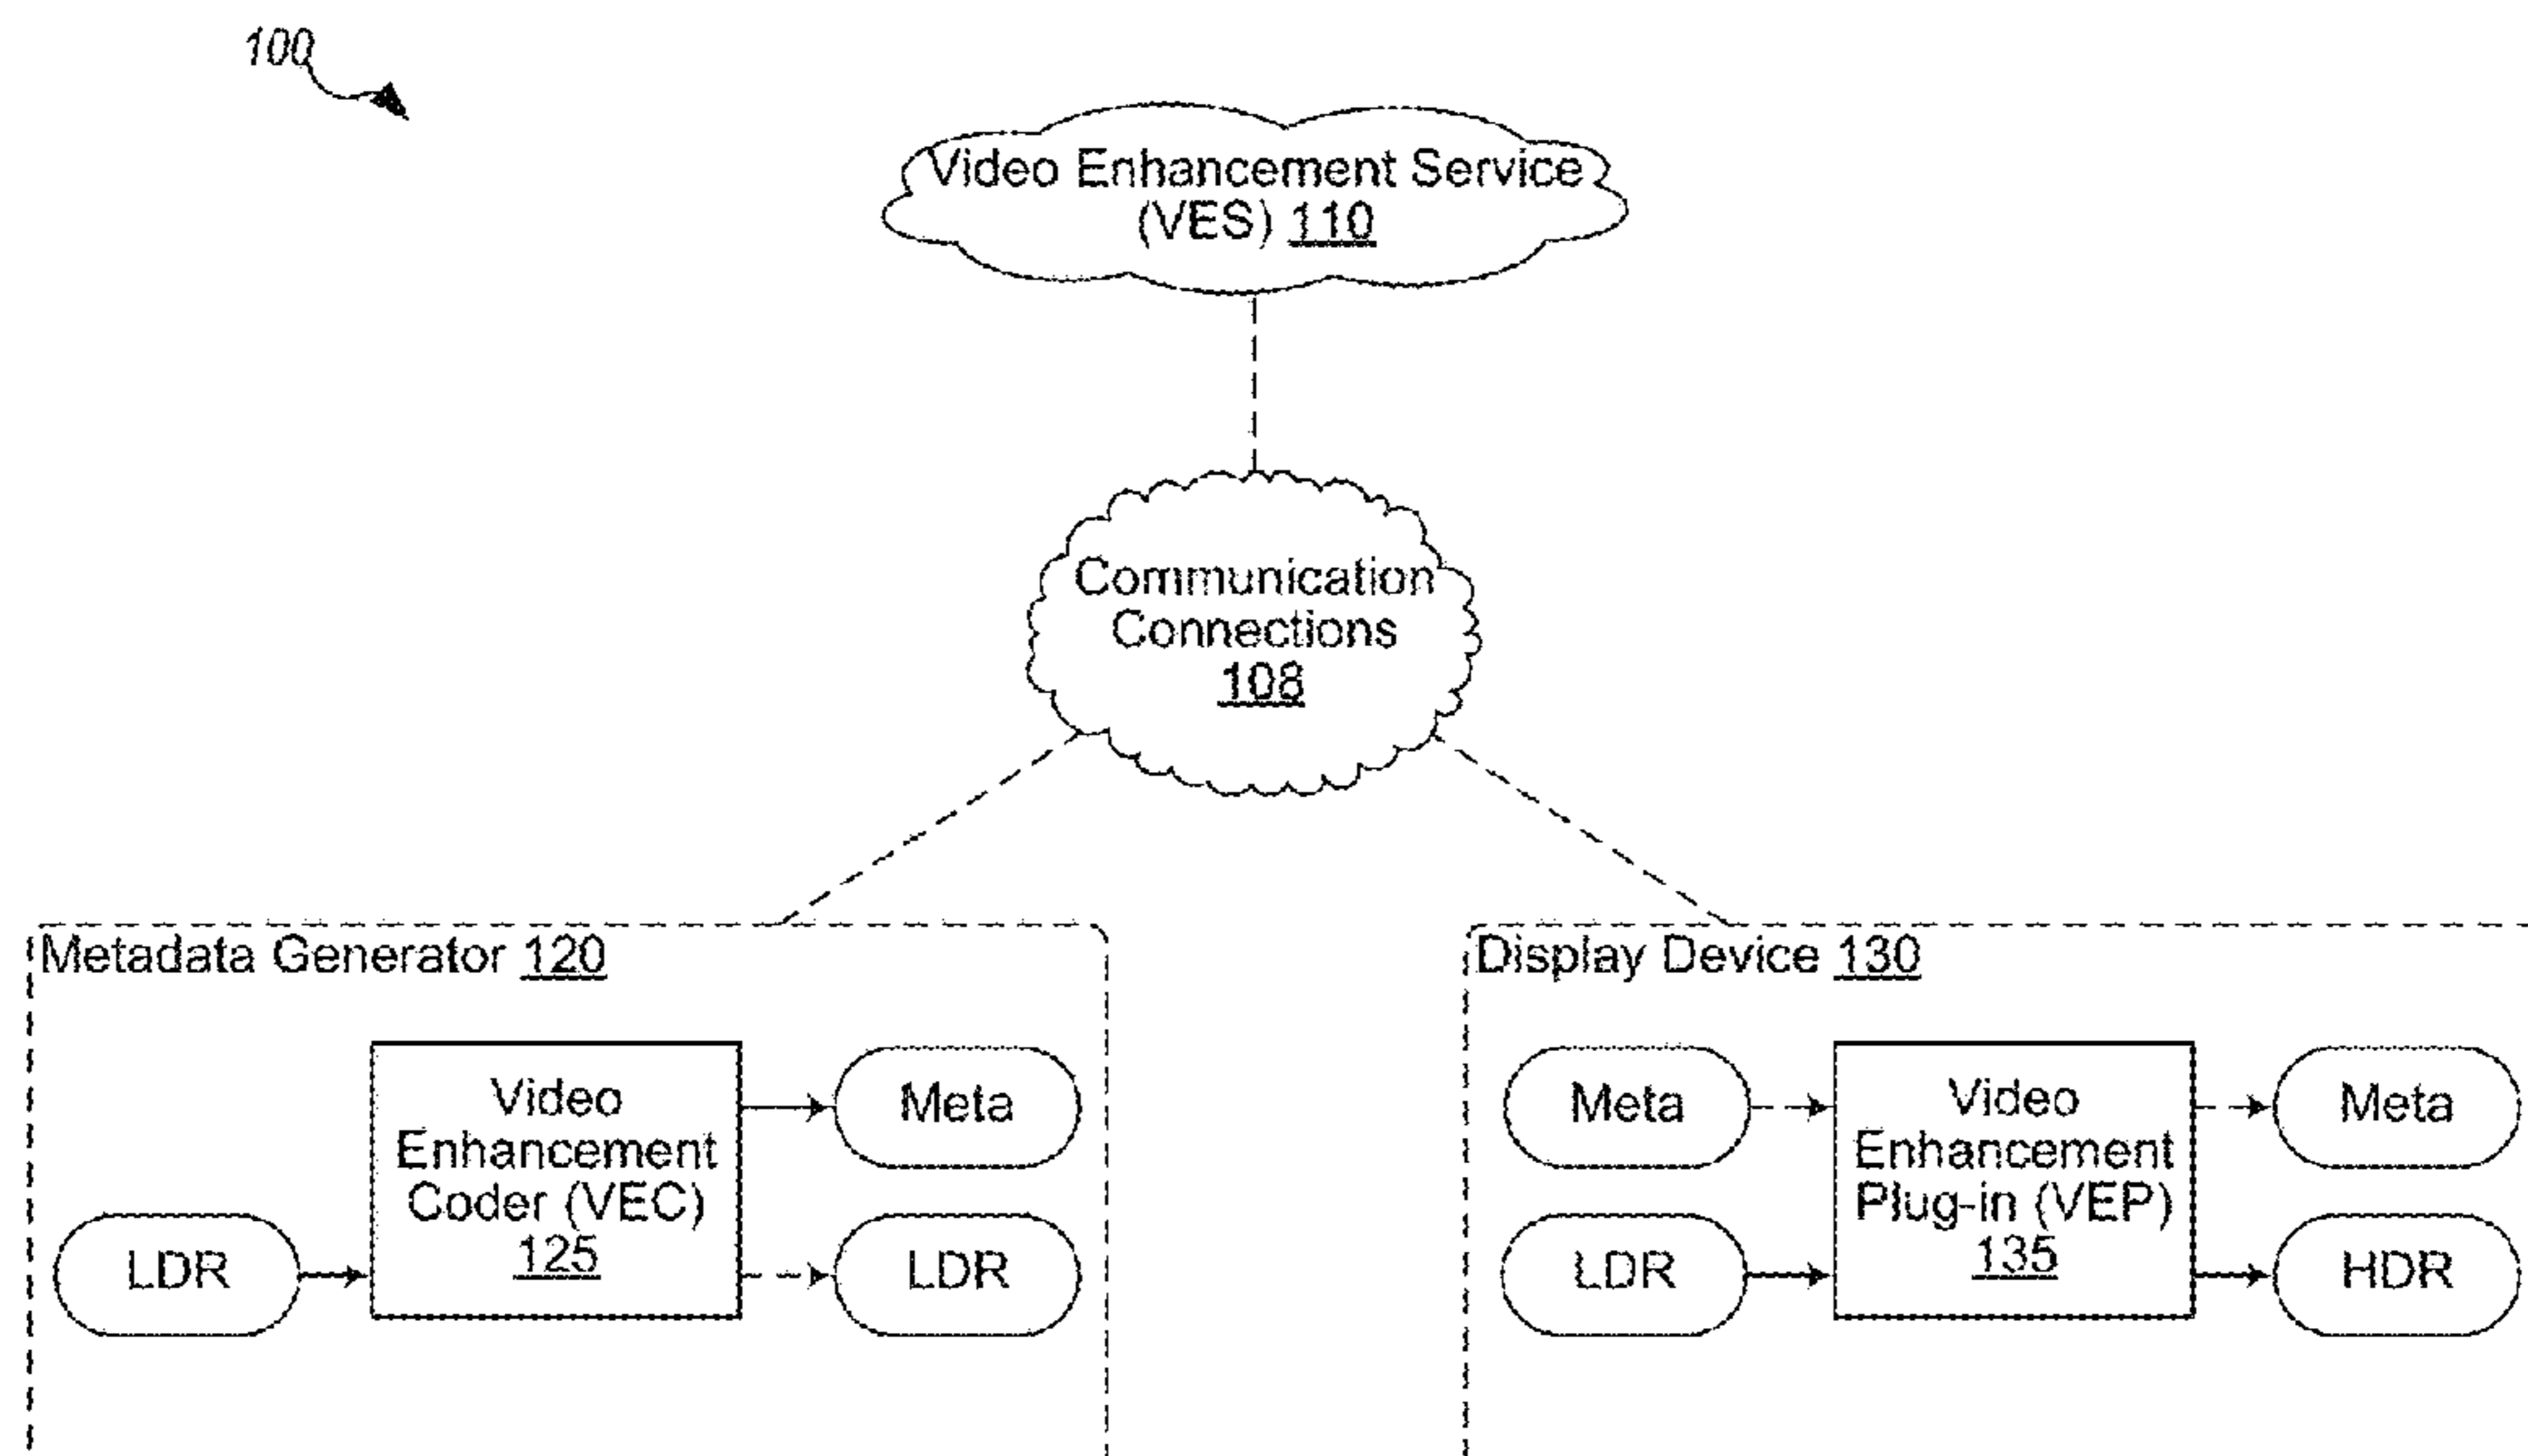 100
Video Enhancement Service
(VES) 110
Communication
Connections
108
Metadata Generator 120
Video
Enhancement
Coder (VEC)
125
LDR
Meta
LDR
Display Device 130
Meta
LDR
Video
Enhancement
Plug-in (VEP)
135
Meta
HDR